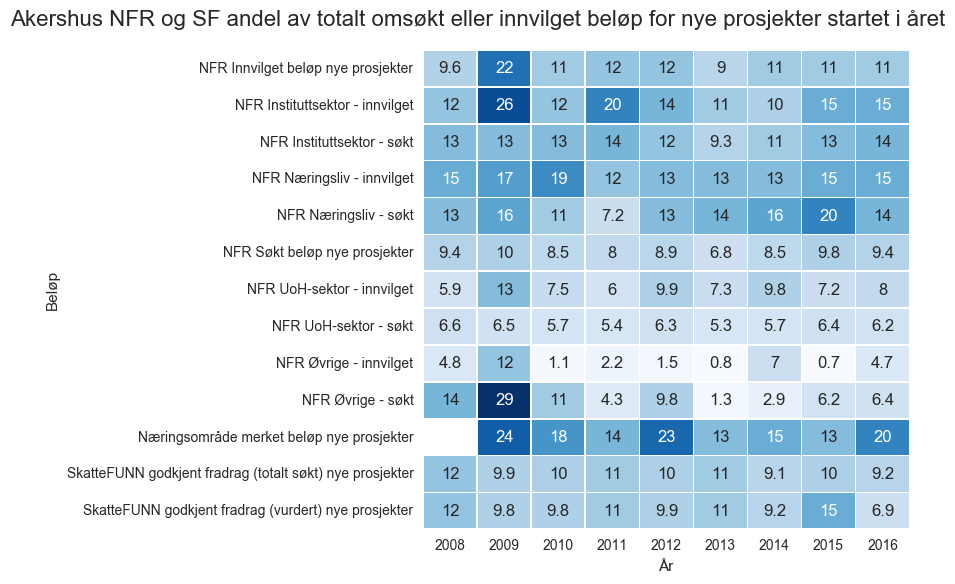 Akershus NFR og SF andel av totalt omsøkt eller innvilget beløp for nye prosjekter startet i året
Beløp
NFR Innvilget beløp nye prosjekter 9.6 22 11 12 12 9 11 11 11
NFR Instituttsektor - innvilget 12 26 12 20 14 11 10 15 15
NFR Instituttsektor - søkt 13 13 13 14 12 9.3 11 13 14
NFR Næringsliv - innvilget 15 17 19 12 13 13 13 15 15
NFR Næringsliv - søkt 13 16 11 7.2 13 14 16 20 14
NFR Søkt beløp nye prosjekter 9.4 10 8.5 8 8.9 6.8 8.5 9.8 9.4
NFR UoH-sektor - innvilget 5.9 13 7.5 6 9.9 7.3 9.8 7.2 8
NFR UoH-sektor - søkt 6.6 6.5 5.7 5.4 6.3 5.3 5.7 6.4 6.2
NFR Øvrige - innvilget 4.8 12 1.1 2.2 1.5 0.8 7 0.7 4.7
NFR Øvrige - søkt 14 29 11 4.3 9.8 1.3 2.9 6.2 6.4
Næringsområde merket beløp nye prosjekter 24 18 14 23 13 15 13 20
SkatteFUNN godkjent fradrag (totalt søkt) nye prosjekter 12 9.9 10 11 10 11 9.1 10 9.2
SkatteFUNN godkjent fradrag (vurdert) nye prosjekter 12 9.8 9.8 11 9.9 11 9.2 15 6.9
2008 2009 2010 2011 2012 2013 2014 2015 2016
År